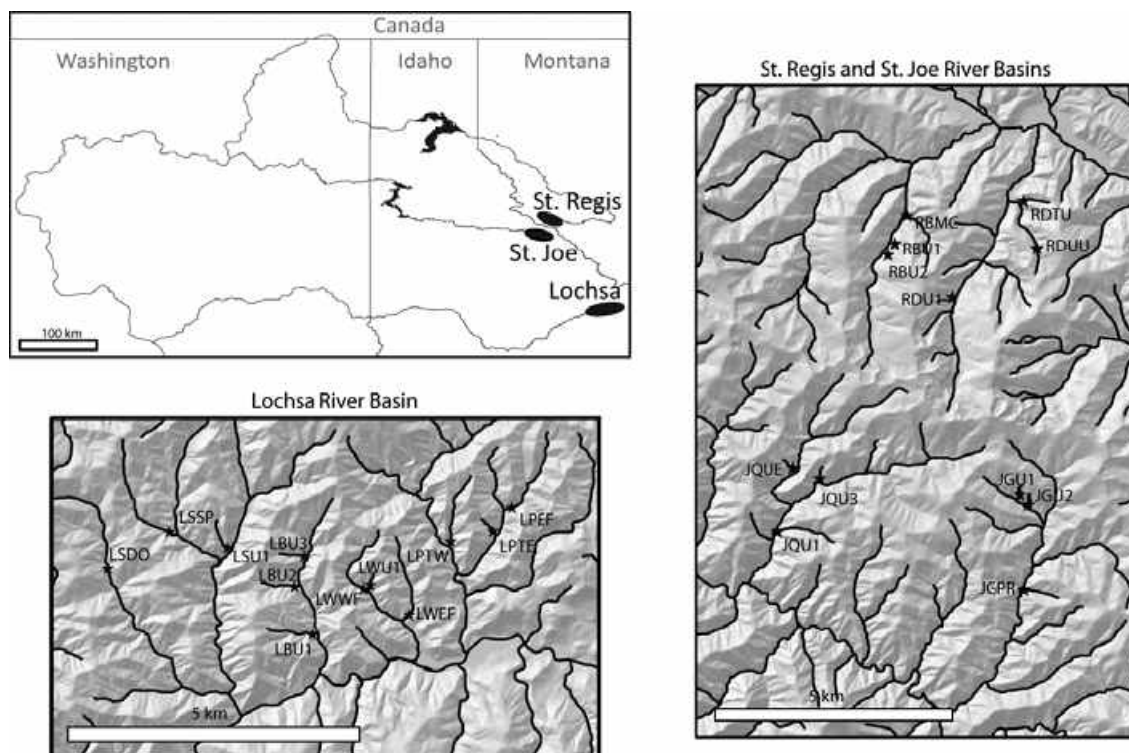 Canada
Washington
Idaho
Montana
St. Regis
St. Joe
Lochsa
100 km
Lochsa River Basin
LSSP
LSDO
LSU1
LBU3
LBU2
LBU1
LWU1
LWWF
LWEF
LPTW
LPEF
LPTE
5 km
St. Regis and St. Joe River Basins
RBMC
RBU1
RBU2
RDTU
RDUU
RDU1
JQUE
JQU3
JQU1
JGU1
JGU2
JCPR
5 km